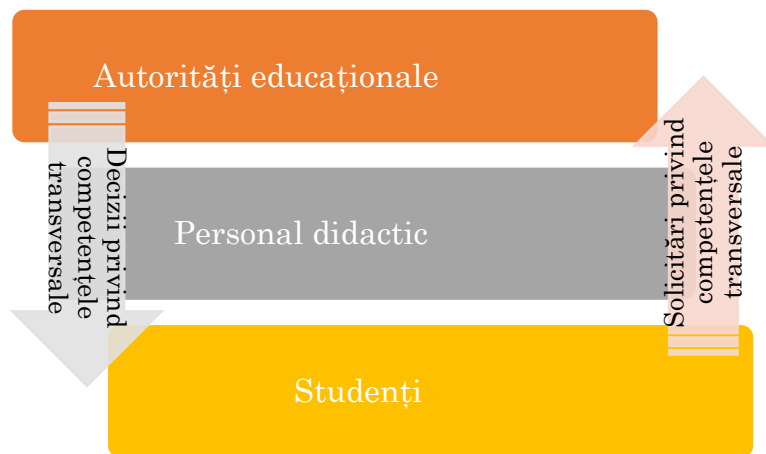 Autorități educaționale
Decizii privind
competențele
transversale
Personal didactic
Solicitări privind
competențele
transversale
Studenți